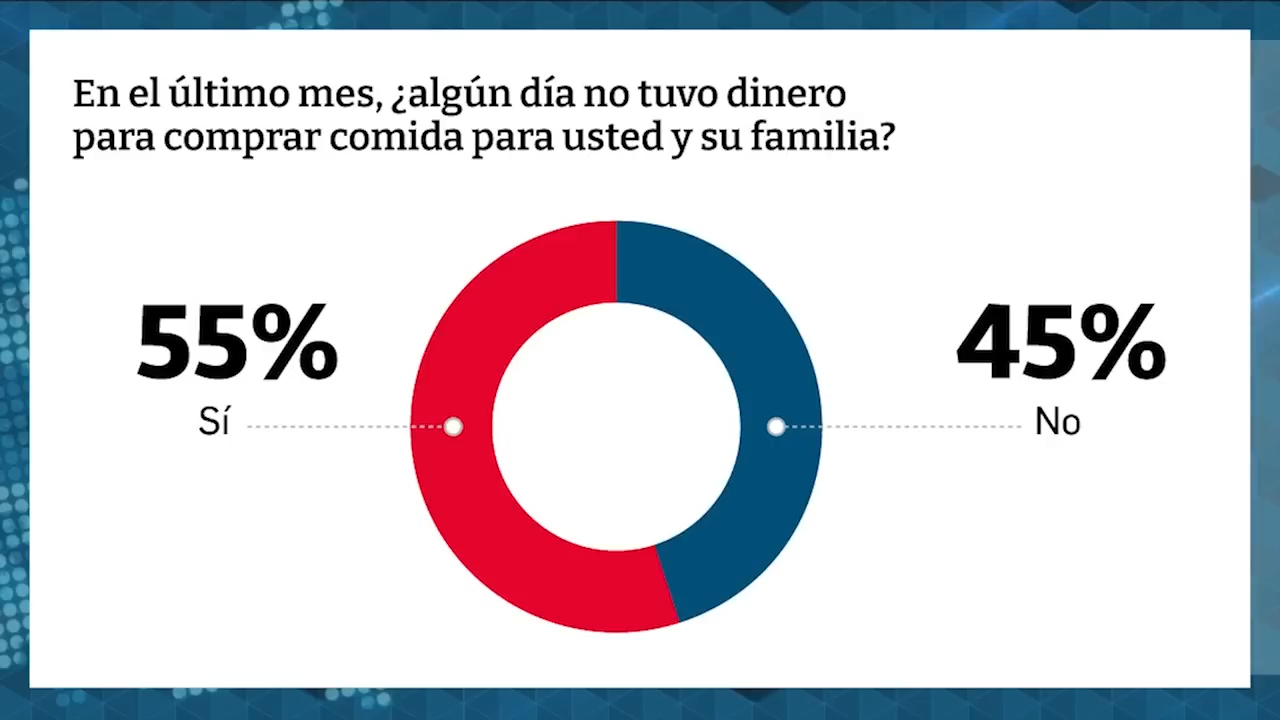 En el último mes, ¿algún día no tuvo dinero
para comprar comida para usted y su familia?
55%
Sí
45%
No